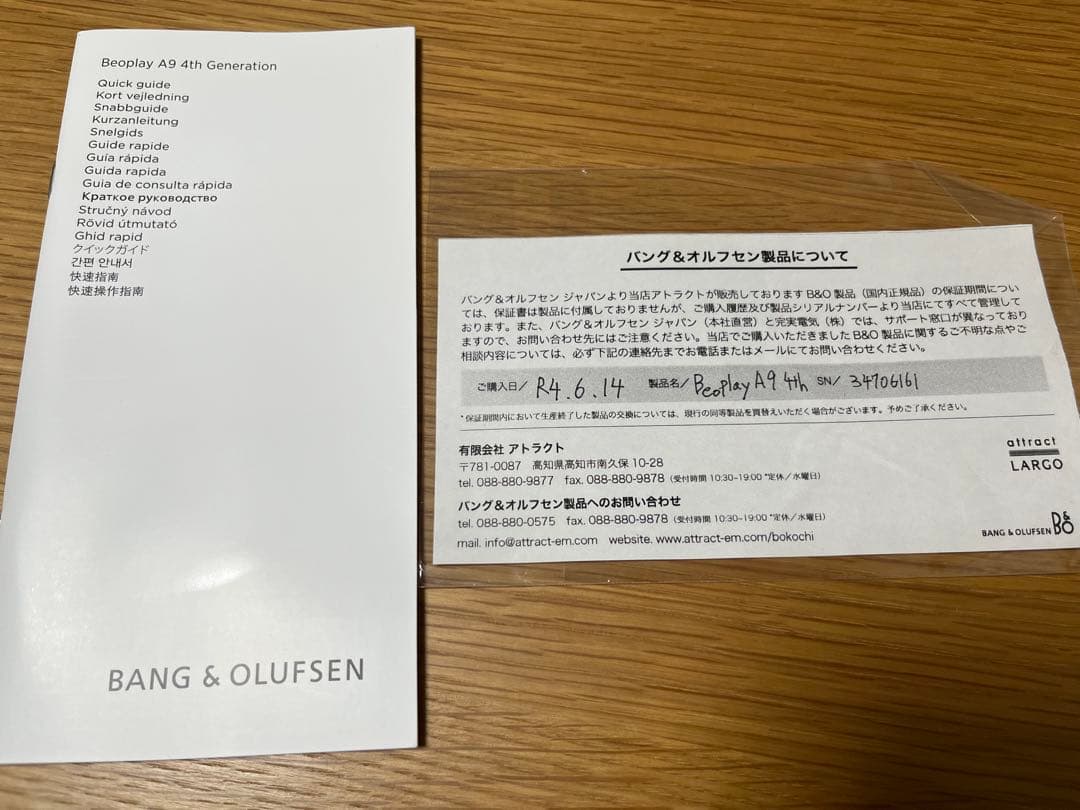 Beoplay A9 4th Generation
Quick guide
Kort vejledning
Snabbguide
Kurzanleitung
Snelgids
Guide rapide
Guía rápida
Guida rapida
Guia de consulta rápida
Краткое руководство
Stručný návod
Rövid útmutató
Ghid rapid
クイックガイド
간편 안내서
快速指南
快速操作指南
BANG & OLUFSEN
バング&オルフセン製品について
バング&オルフセン ジャパンより当店アトラクトが販売しております B&O 製品（国内正規品）の保証期間につい
ては、保証書は製品に付属しておりませんが、ご購入履歴及び製品シリアルナンバーより当店にてすべて管理して
おります。また、バング&オルフセン ジャパン（本社直営）と完実電気（株）では、サポート窓口が異なっており
ますので、お問い合わせ先にはご注意ください。当店でご購入いただきました B&O 製品に関するご不明な点やご
相談内容については、必ず下記の連絡先までお電話またはメールにてお問い合わせください。
ご購入日/ R4.6.14 製品名/ Beoplay A9 4th SN/ 34706161
*保証期間内において生産終了した製品の交換については、現行の同等製品を買替えいただく場合がございます。予めご了承ください。
有限会社 アトラクト
〒781-0087 高知県高知市南久保 10-28
tel. 088-880-9877 fax. 088-880-9878（受付時間 10:30-19:00 *定休／水曜日）
バング&オルフセン製品へのお問い合わせ
tel. 088-880-0575 fax. 088-880-9878（受付時間 10:30-19:00 *定休／水曜日）
mail. info@attract-em.com website. www.attract-em.com/bokochi
attract
LARGO
BANG & OLUFSEN B&O